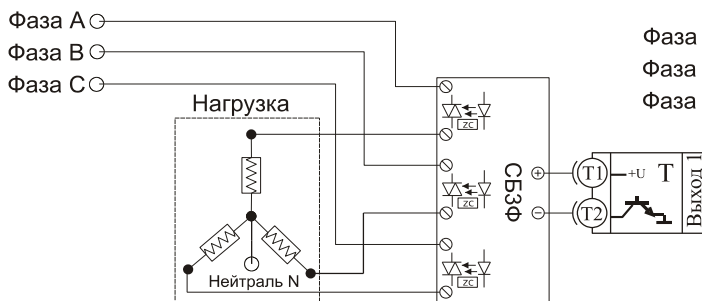 Фаза A
Фаза B
Фаза C
Нагрузка
Нейтраль N
ZC
ZC
ZC
СБ3Ф
T1
T2
+U
T
Выход 1
Фаза
Фаза
Фаза